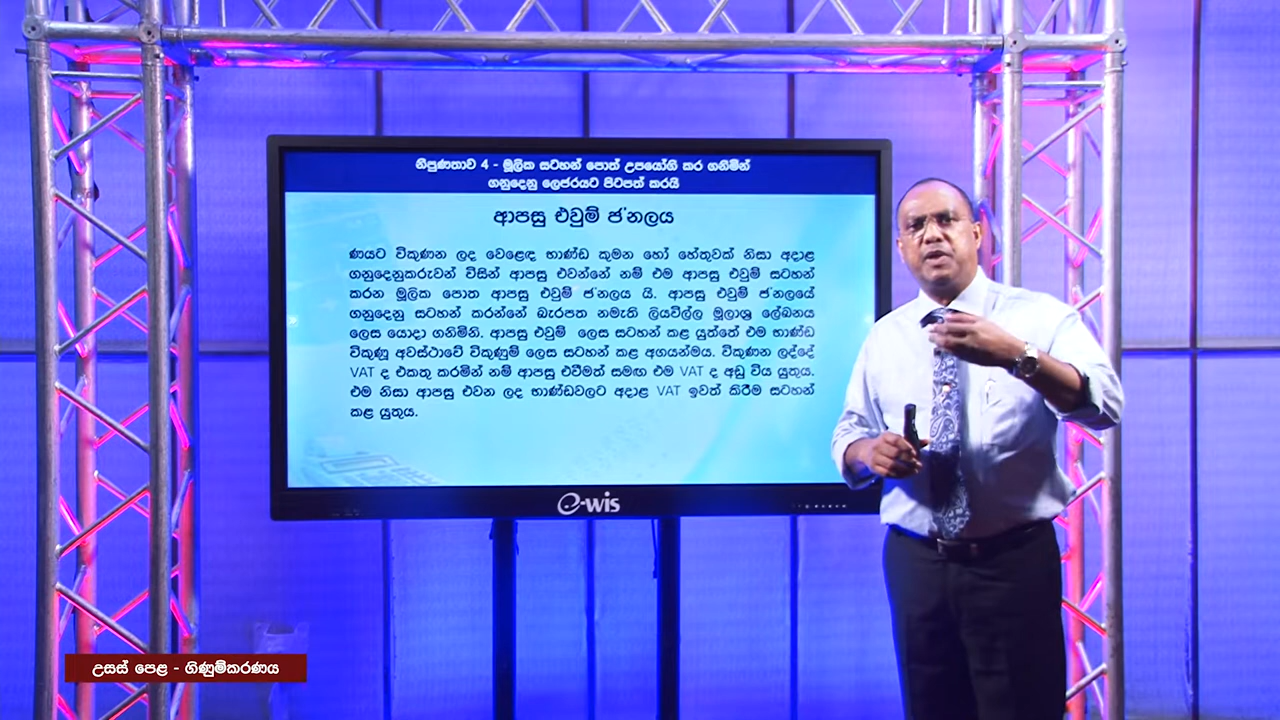 නිපුණතාව 4 - මූලික සටහන් පොත් උපයෝගි කර ගනිමින්
ගනුදෙනු ලෙජරයට පිටපත් කරයි
ආපසු එවුම් ජ'නලය
ණයට විකුණන ලද වෙළෙඳ භාණ්ඩ කුමන හෝ හේතුවක් නිසා අදාළ
ගනුදෙනුකරුවන් විසින් ආපසු එවන්නේ නම් එම ආපසු එවුම් සටහන්
කරන මූලික පොත ආපසු එවුම් ජ'නලය යි. ආපසු එවුම් ජ'නලයේ
ගනුදෙනු සටහන් කරන්නේ බැරපත නමැති ලියවිල්ල මූලාශ්‍ර ලේඛනය
ලෙස යොදා ගනිමිනි. ආපසු එවුම් ලෙස සටහන් කළ යුත්තේ එම භාණ්ඩ
විකුණු අවස්ථාවේ විකුණුම් ලෙස සටහන් කළ අගයන්මය. විකුණන ලද්දේ
VAT ද එකතු කරමින් නම් ආපසු එවීමත් සමඟ එම VAT ද අඩු විය යුතුය.
එම නිසා ආපසු එවන ලද භාණ්ඩවලට අදාළ VAT ඉවත් කිරීම සටහන්
කළ යුතුය.
e-wis
උසස් පෙළ - ගිණුම්කරණය